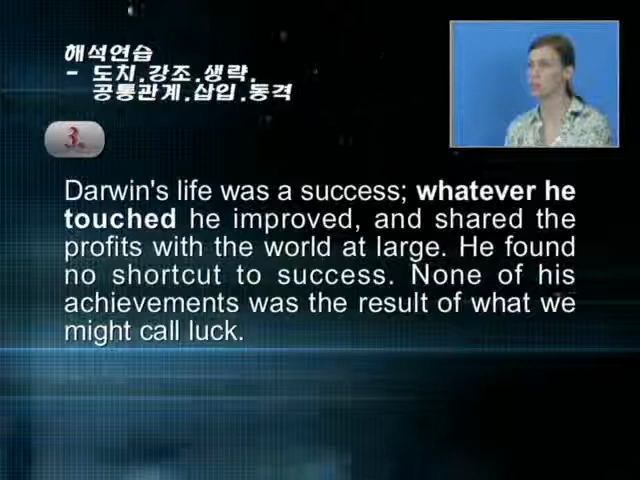 해석연습
- 도치.강조.생략.
공통관계.삽입.동격
3.
Darwin's life was a success; whatever he
touched he improved, and shared the
profits with the world at large. He found
no shortcut to success. None of his
achievements was the result of what we
might call luck.